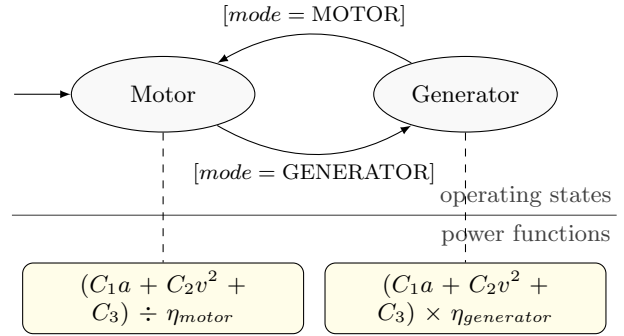 [mode = MOTOR]
Motor
Generator
[mode = GENERATOR]
operating states
power functions
(C₁a + C₂v² +
C₃) ÷ ηmotor
(C₁a + C₂v² +
C₃) × ηgenerator